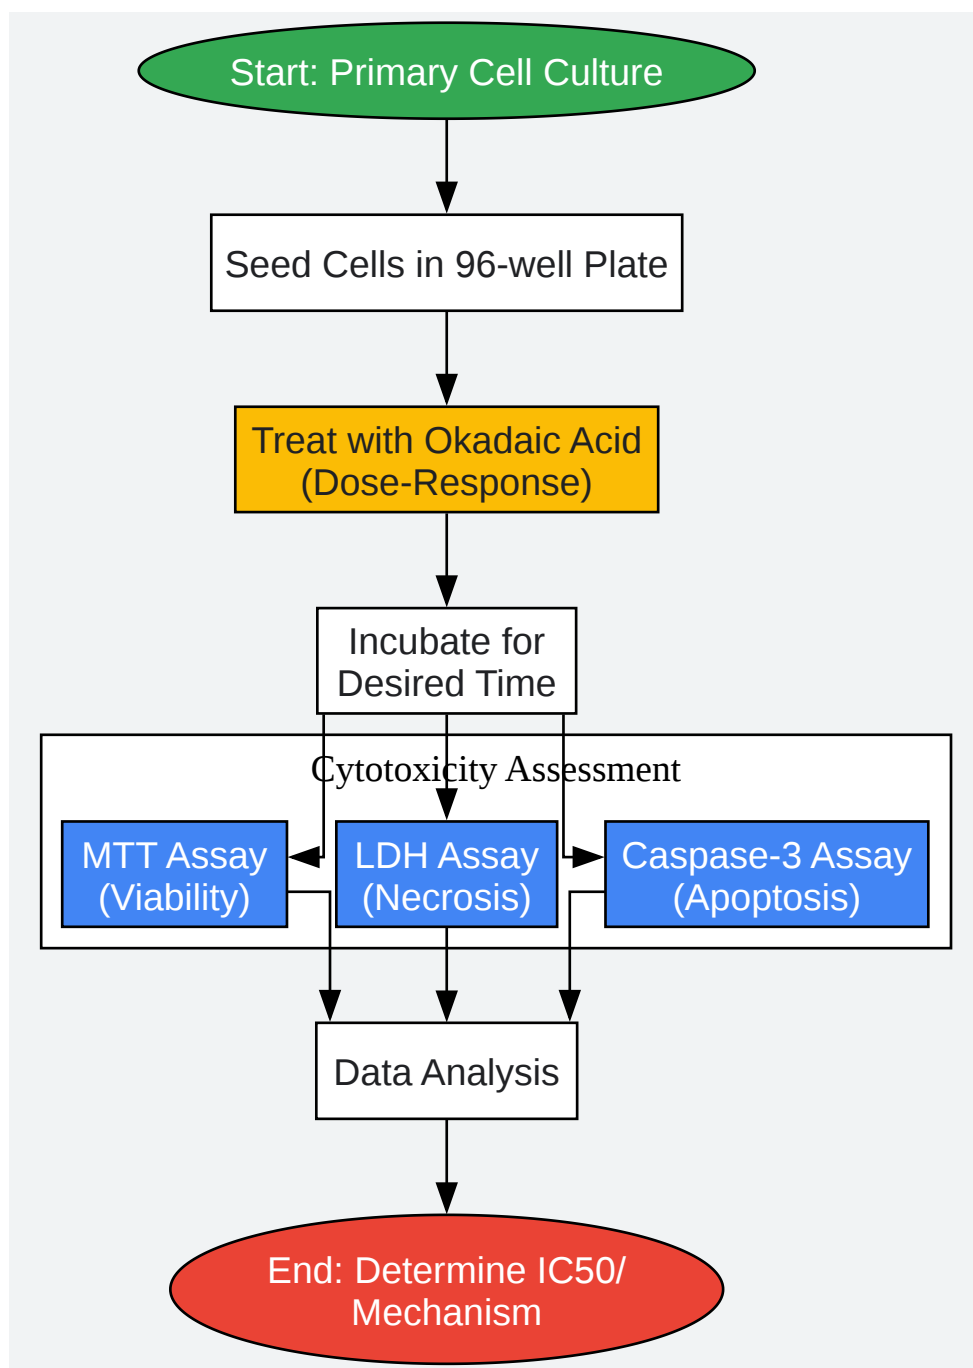 Start: Primary Cell Culture
Seed Cells in 96-well Plate
Treat with Okadaic Acid
(Dose-Response)
Incubate for
Desired Time
Cytotoxicity Assessment
MTT Assay
(Viability)
LDH Assay
(Necrosis)
Caspase-3 Assay
(Apoptosis)
Data Analysis
End: Determine IC50/
Mechanism